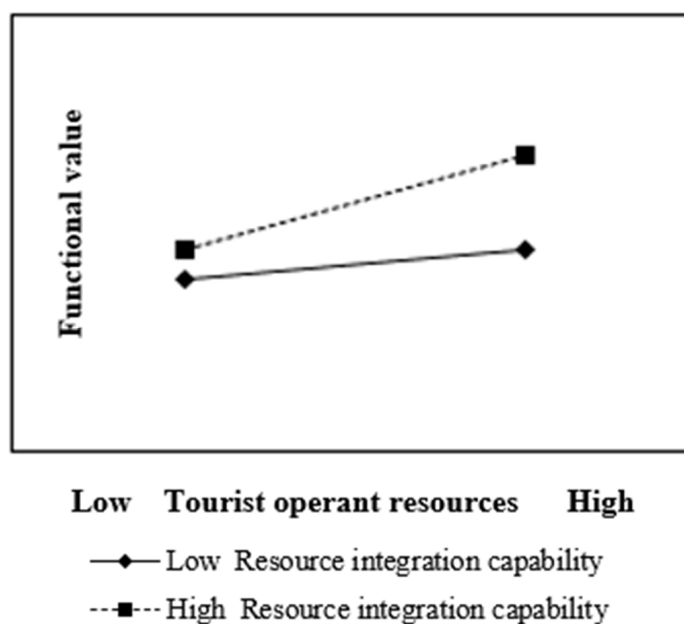 Functional value
Low Tourist operant resources High
Low Resource integration capability
High Resource integration capability